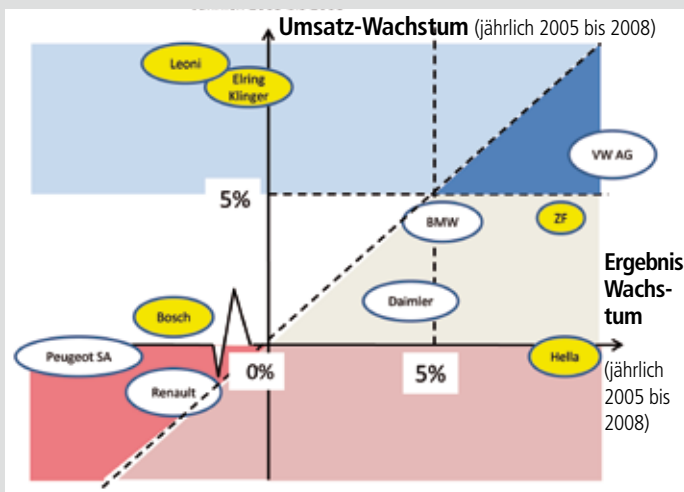 Umsatz-Wachstum (jährlich 2005 bis 2008)
Leoni
Elring
Klinger
VW AG
5%
BMW
ZF
Ergebnis
Wachs-
tum
(jährlich
2005 bis
2008)
Daimler
Bosch
Peugeot SA
Renault
0%
5%
Hella